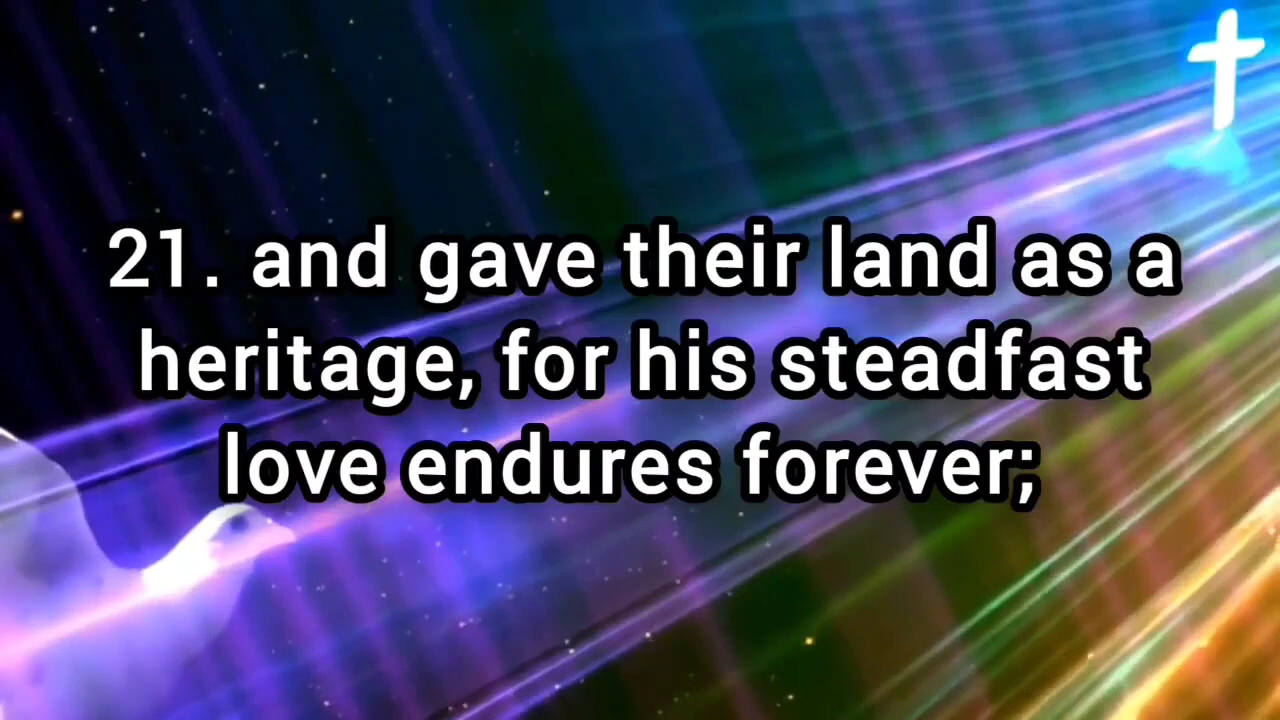 21. and gave their land as a
heritage, for his steadfast
love endures forever;